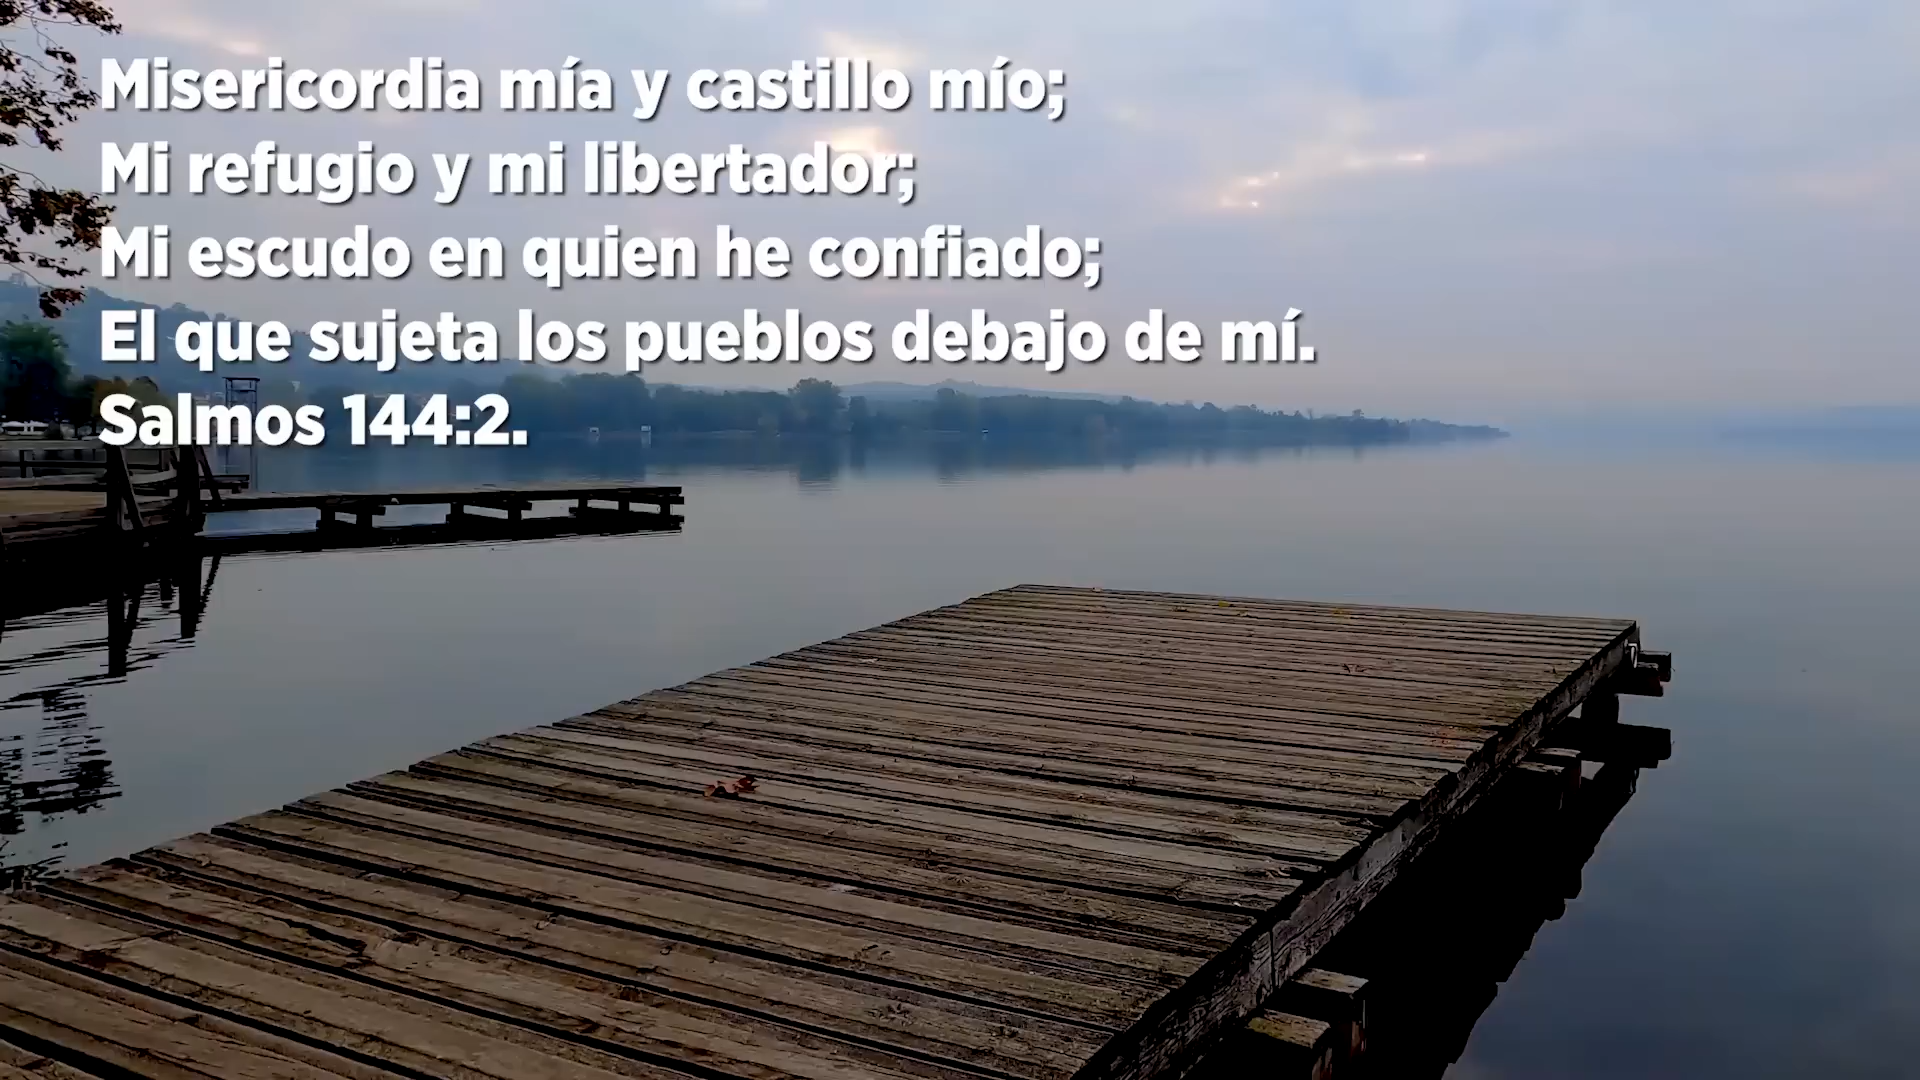 Misericordia mía y castillo mío;
Mi refugio y mi libertador;
Mi escudo en quien he confiado;
El que sujeta los pueblos debajo de mí.
Salmos 144:2.